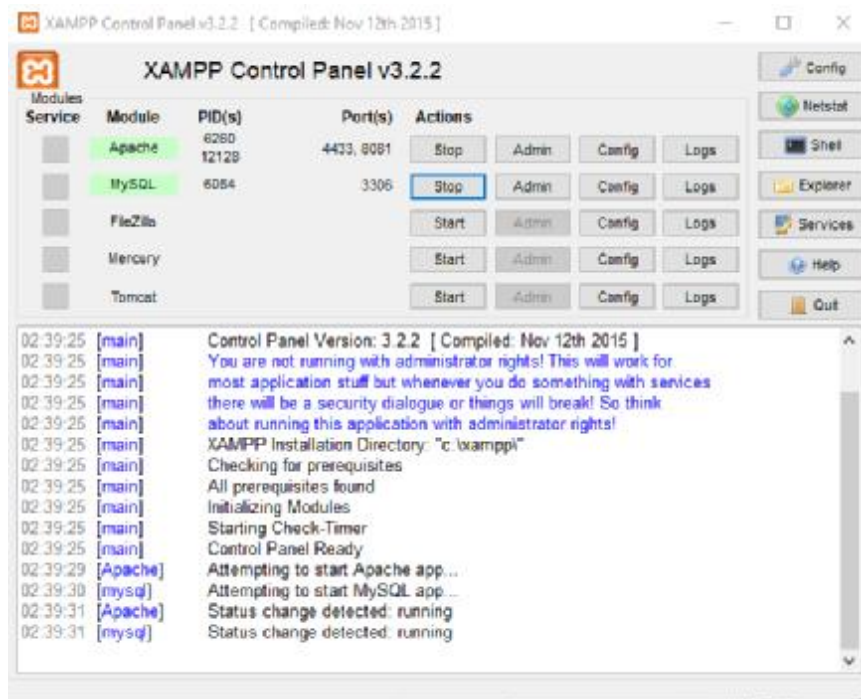 XAMPP Control Panel v3.2.2 [ Compiled: Nov 12th 2015 ]
XAMPP Control Panel v3.2.2
Config
Modules
Service Module PID(s) Port(s) Actions
Netstat
Apache 6260 12128 4433, 8081 Stop Admin Config Logs
Shell
MySQL 6084 3306 Stop Admin Config Logs
Explorer
FileZilla Start Admin Config Logs
Services
Mercury Start Admin Config Logs
Help
Tomcat Start Admin Config Logs
Quit
02:39:25 [main] Control Panel Version: 3.2.2 [ Compiled: Nov 12th 2015 ]
02:39:25 [main] You are not running with administrator rights! This will work for
02:39:25 [main] most application stuff but whenever you do something with services
02:39:25 [main] there will be a security dialogue or things will break! So think
02:39:25 [main] about running this application with administrator rights!
02:39:25 [main] XAMPP Installation Directory: "c:\xampp\"
02:39:25 [main] Checking for prerequisites
02:39:25 [main] All prerequisites found
02:39:25 [main] Initializing Modules
02:39:25 [main] Starting Check-Timer
02:39:25 [main] Control Panel Ready
02:39:29 [Apache] Attempting to start Apache app...
02:39:30 [mysql] Attempting to start MySQL app...
02:39:31 [Apache] Status change detected: running
02:39:31 [mysql] Status change detected: running